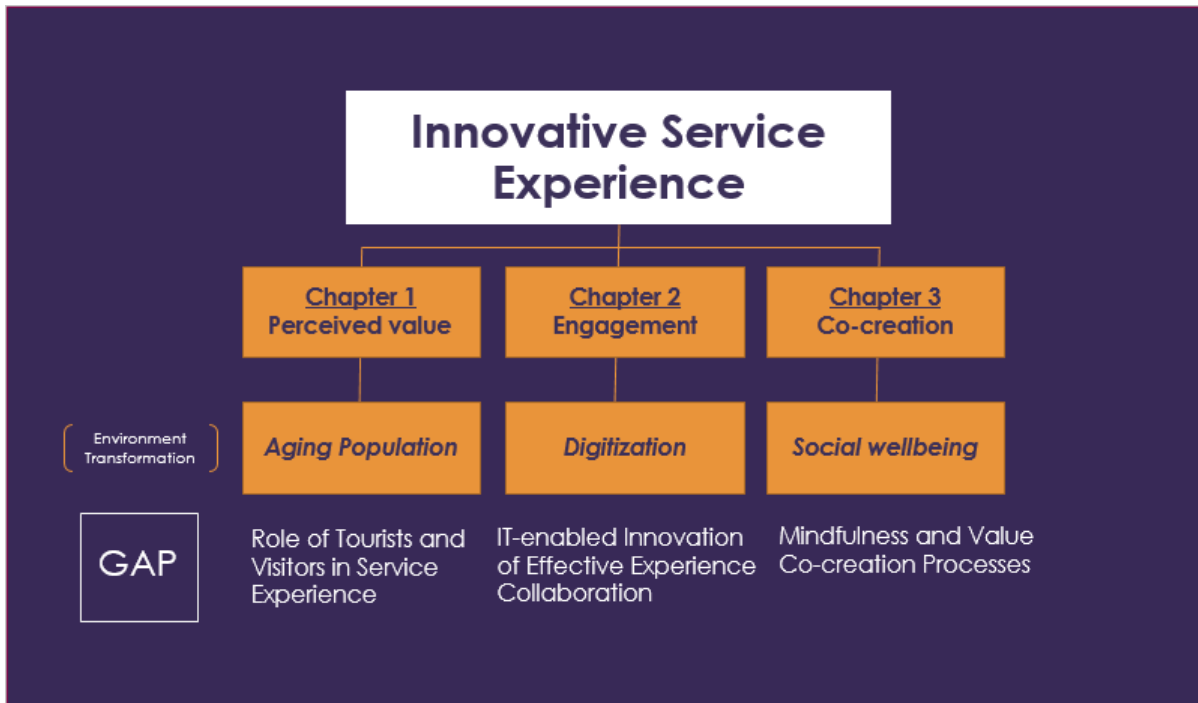 Innovative Service
Experience
Chapter 1
Perceived value
Chapter 2
Engagement
Chapter 3
Co-creation
Environment
Transformation
Aging Population
Digitization
Social wellbeing
GAP
Role of Tourists and
Visitors in Service
Experience
IT-enabled Innovation
of Effective Experience
Collaboration
Mindfulness and Value
Co-creation Processes